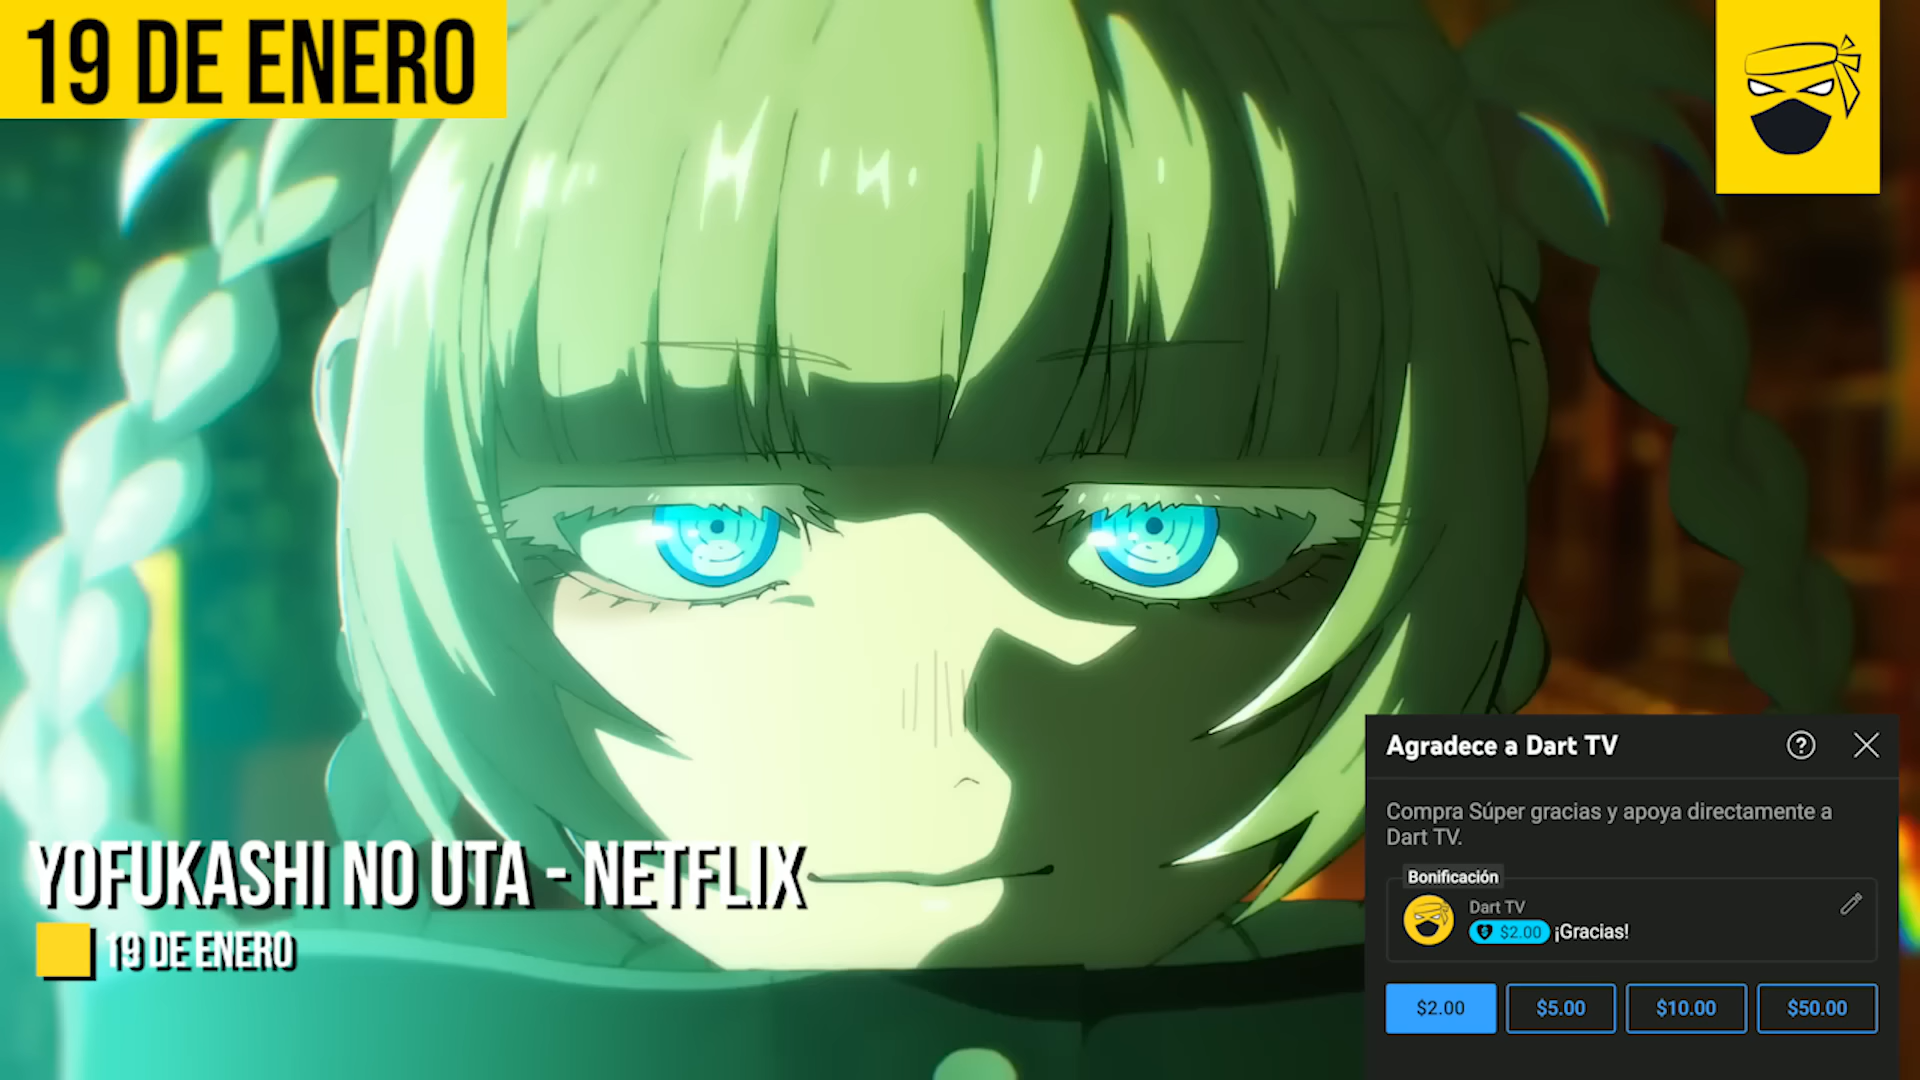 19 DE ENERO
YOFUKASHI NO UTA - NETFLIX
19 DE ENERO
Agradece a Dart TV
?
Compra Súper gracias y apoya directamente a
Dart TV.
Bonificación
Dart TV
$2.00 ¡Gracias!
$2.00 $5.00 $10.00 $50.00